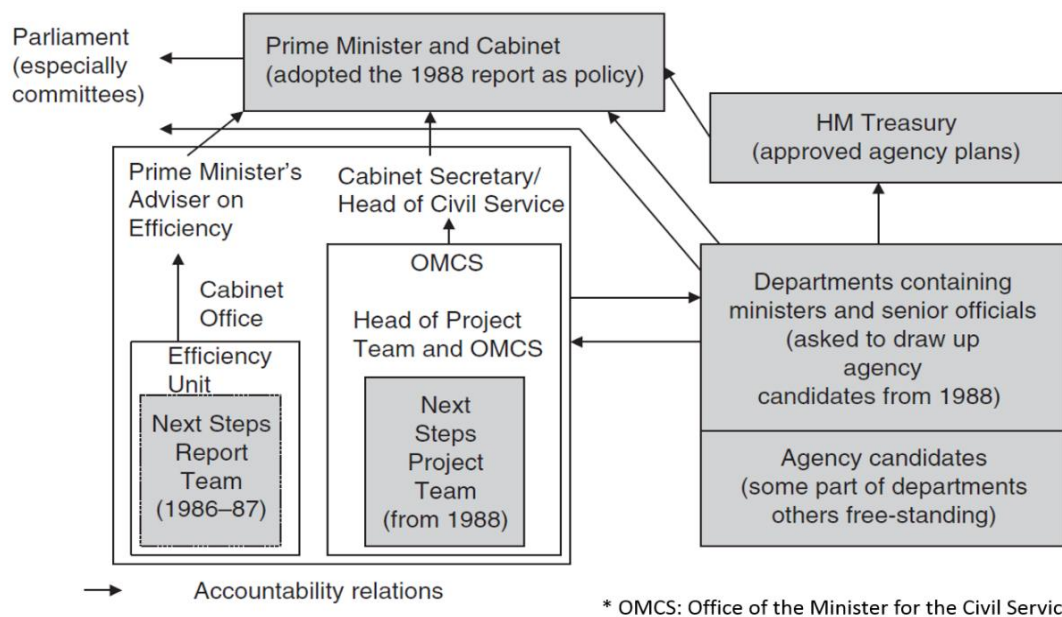 Parliament
(especially
committees)
Prime Minister and Cabinet
(adopted the 1988 report as policy)
HM Treasury
(approved agency plans)
Prime Minister’s
Adviser on
Efficiency
Cabinet Secretary/
Head of Civil Service
OMCS
Cabinet
Office
Head of Project
Team and OMCS
Efficiency
Unit
Next Steps
Report
Team
(1986–87)
Next
Steps
Project
Team
(from 1988)
Departments containing
ministers and senior officials
(asked to draw up
agency
candidates from 1988)
Agency candidates
(some part of departments
others free-standing)
Accountability relations
* OMCS: Office of the Minister for the Civil Servic